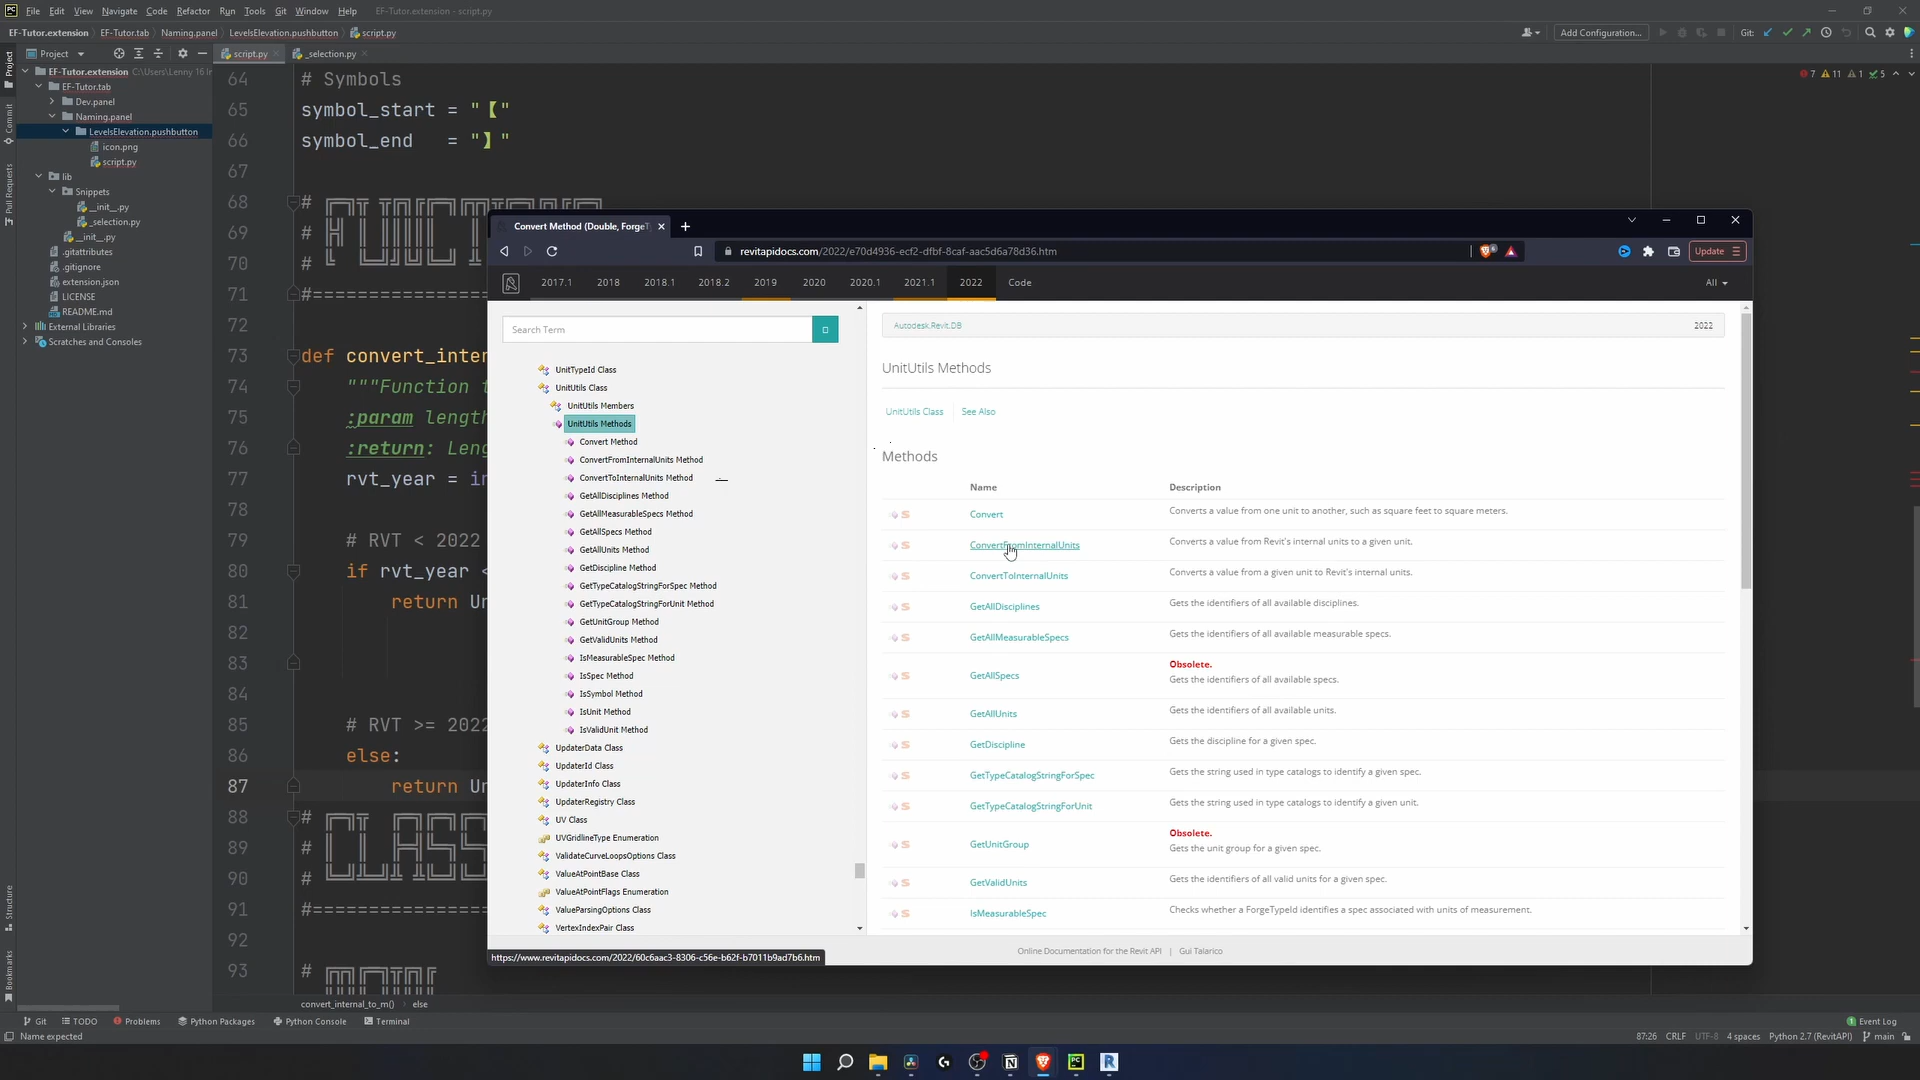 File Edit View Navigate Code Refactor Run Tools Git Window Help EF-Tutor.extension - script.py
EF-Tutor.extension EF-Tutor.tab Naming.panel LevelsElevation.pushbutton script.py
Add Configuration... Git:
Project
script.py
_selection.py
Project
Commit
Pull Requests
Structure
Bookmarks
EF-Tutor.extension C:\Users\Lenny 16 In
EF-Tutor.tab
Dev.panel
Naming.panel
LevelsElevation.pushbutton
icon.png
script.py
lib
Snippets
__init__.py
_selection.py
__init__.py
.gitattributes
.gitignore
extension.json
LICENSE
README.md
External Libraries
Scratches and Consoles
7 11 1 5
64 # Symbols
65 symbol_start = "【"
66 symbol_end = "】"
67
68 #
69 #
70 #
71 #
72
73 def convert_inter
74 """Function t
75 :param length
76 :return: Leng
77 rvt_year = in
78
79 # RVT < 2022
80 if rvt_year <
81 return Un
82
83
84
85 # RVT >= 2022
86 else:
87 return Un
88 #
89 #
90 #
91 #
92
93 #
Convert Method (Double, ForgeT
revitapidocs.com/2022/e70d4936-ecf2-dfbf-8caf-aac5d6a78d36.htm
Update
2017.1 2018 2018.1 2018.2 2019 2020 2020.1 2021.1 2022 Code All
Search Term
UnitTypeId Class
UnitUtils Class
UnitUtils Members
UnitUtils Methods
Convert Method
ConvertFromInternalUnits Method
ConvertToInternalUnits Method
GetAllDisciplines Method
GetAllMeasurableSpecs Method
GetAllSpecs Method
GetAllUnits Method
GetDiscipline Method
GetTypeCatalogStringForSpec Method
GetTypeCatalogStringForUnit Method
GetUnitGroup Method
GetValidUnits Method
IsMeasurableSpec Method
IsSpec Method
IsSymbol Method
IsUnit Method
IsValidUnit Method
UpdaterData Class
UpdaterId Class
UpdaterInfo Class
UpdaterRegistry Class
UV Class
UVGridlineType Enumeration
ValidateCurveLoopsOptions Class
ValueAtPointBase Class
ValueAtPointFlags Enumeration
ValueParsingOptions Class
VertexIndexPair Class
Autodesk.Revit.DB 2022
UnitUtils Methods
UnitUtils Class See Also
Methods
Name Description
Convert Converts a value from one unit to another, such as square feet to square meters.
ConvertFromInternalUnits Converts a value from Revit's internal units to a given unit.
ConvertToInternalUnits Converts a value from a given unit to Revit's internal units.
GetAllDisciplines Gets the identifiers of all available disciplines.
GetAllMeasurableSpecs Gets the identifiers of all available measurable specs.
Obsolete.
GetAllSpecs Gets the identifiers of all available specs.
GetAllUnits Gets the identifiers of all available units.
GetDiscipline Gets the discipline for a given spec.
GetTypeCatalogStringForSpec Gets the string used in type catalogs to identify a given spec.
GetTypeCatalogStringForUnit Gets the string used in type catalogs to identify a given unit.
Obsolete.
GetUnitGroup Gets the unit group for a given spec.
GetValidUnits Gets the identifiers of all valid units for a given spec.
IsMeasurableSpec Checks whether a ForgeTypeId identifies a spec associated with units of measurement.
Online Documentation for the Revit API | Gui Talarico
https://www.revitapidocs.com/2022/60c6aac3-8306-c56e-b62f-b7011b9ad7b6.htm
convert_internal_to_m() else
Git TODO Problems Python Packages Python Console Terminal
1 Event Log
Name expected
87:26 CRLF UTF-8 4 spaces Python 2.7 (RevitAPI) main